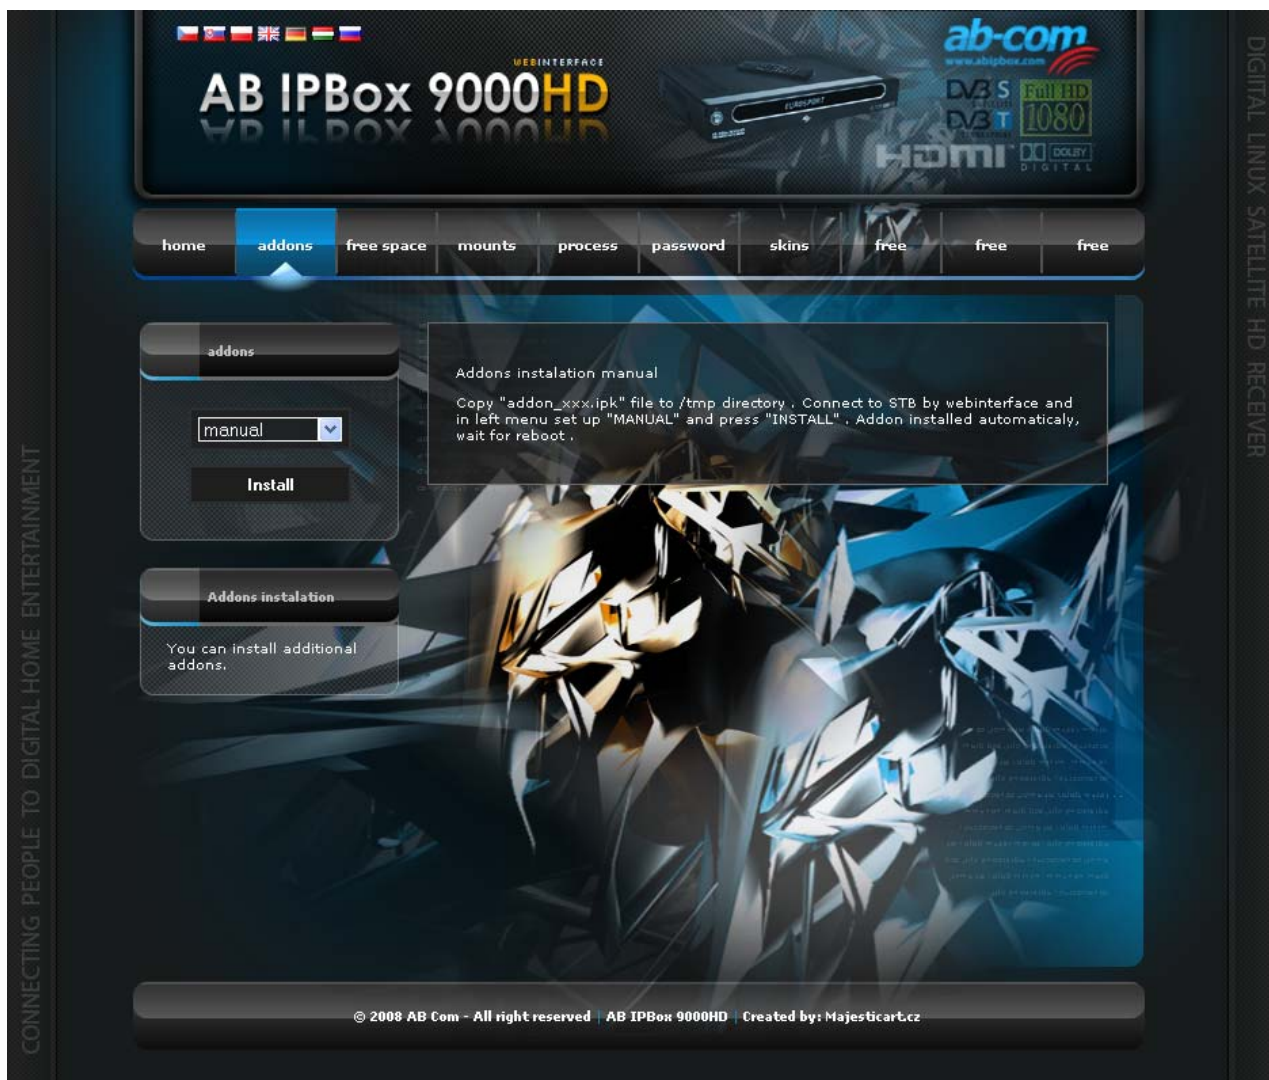 WEBINTERFACE
AB IPBox 9000HD
EUROSPORT
ab-com
www.abipbox.com
DVB S
DVB T
Full HD
1080
HDMI
DOLBY
DIGITAL
home addons free space mounts process password skins free free free
addons
manual
Install
Addons instalation manual
Copy "addon_xxx.ipk" file to /tmp directory . Connect to STB by webinterface and
in left menu set up "MANUAL" and press "INSTALL" . Addon installed automaticaly,
wait for reboot .
Addons instalation
You can install additional
addons.
CONNECTING PEOPLE TO DIGITAL HOME ENTERTAINMENT
DIGITAL LINUX SATELLITE HD RECEIVER
© 2008 AB Com - All right reserved | AB IPBox 9000HD | Created by: Majesticart.cz